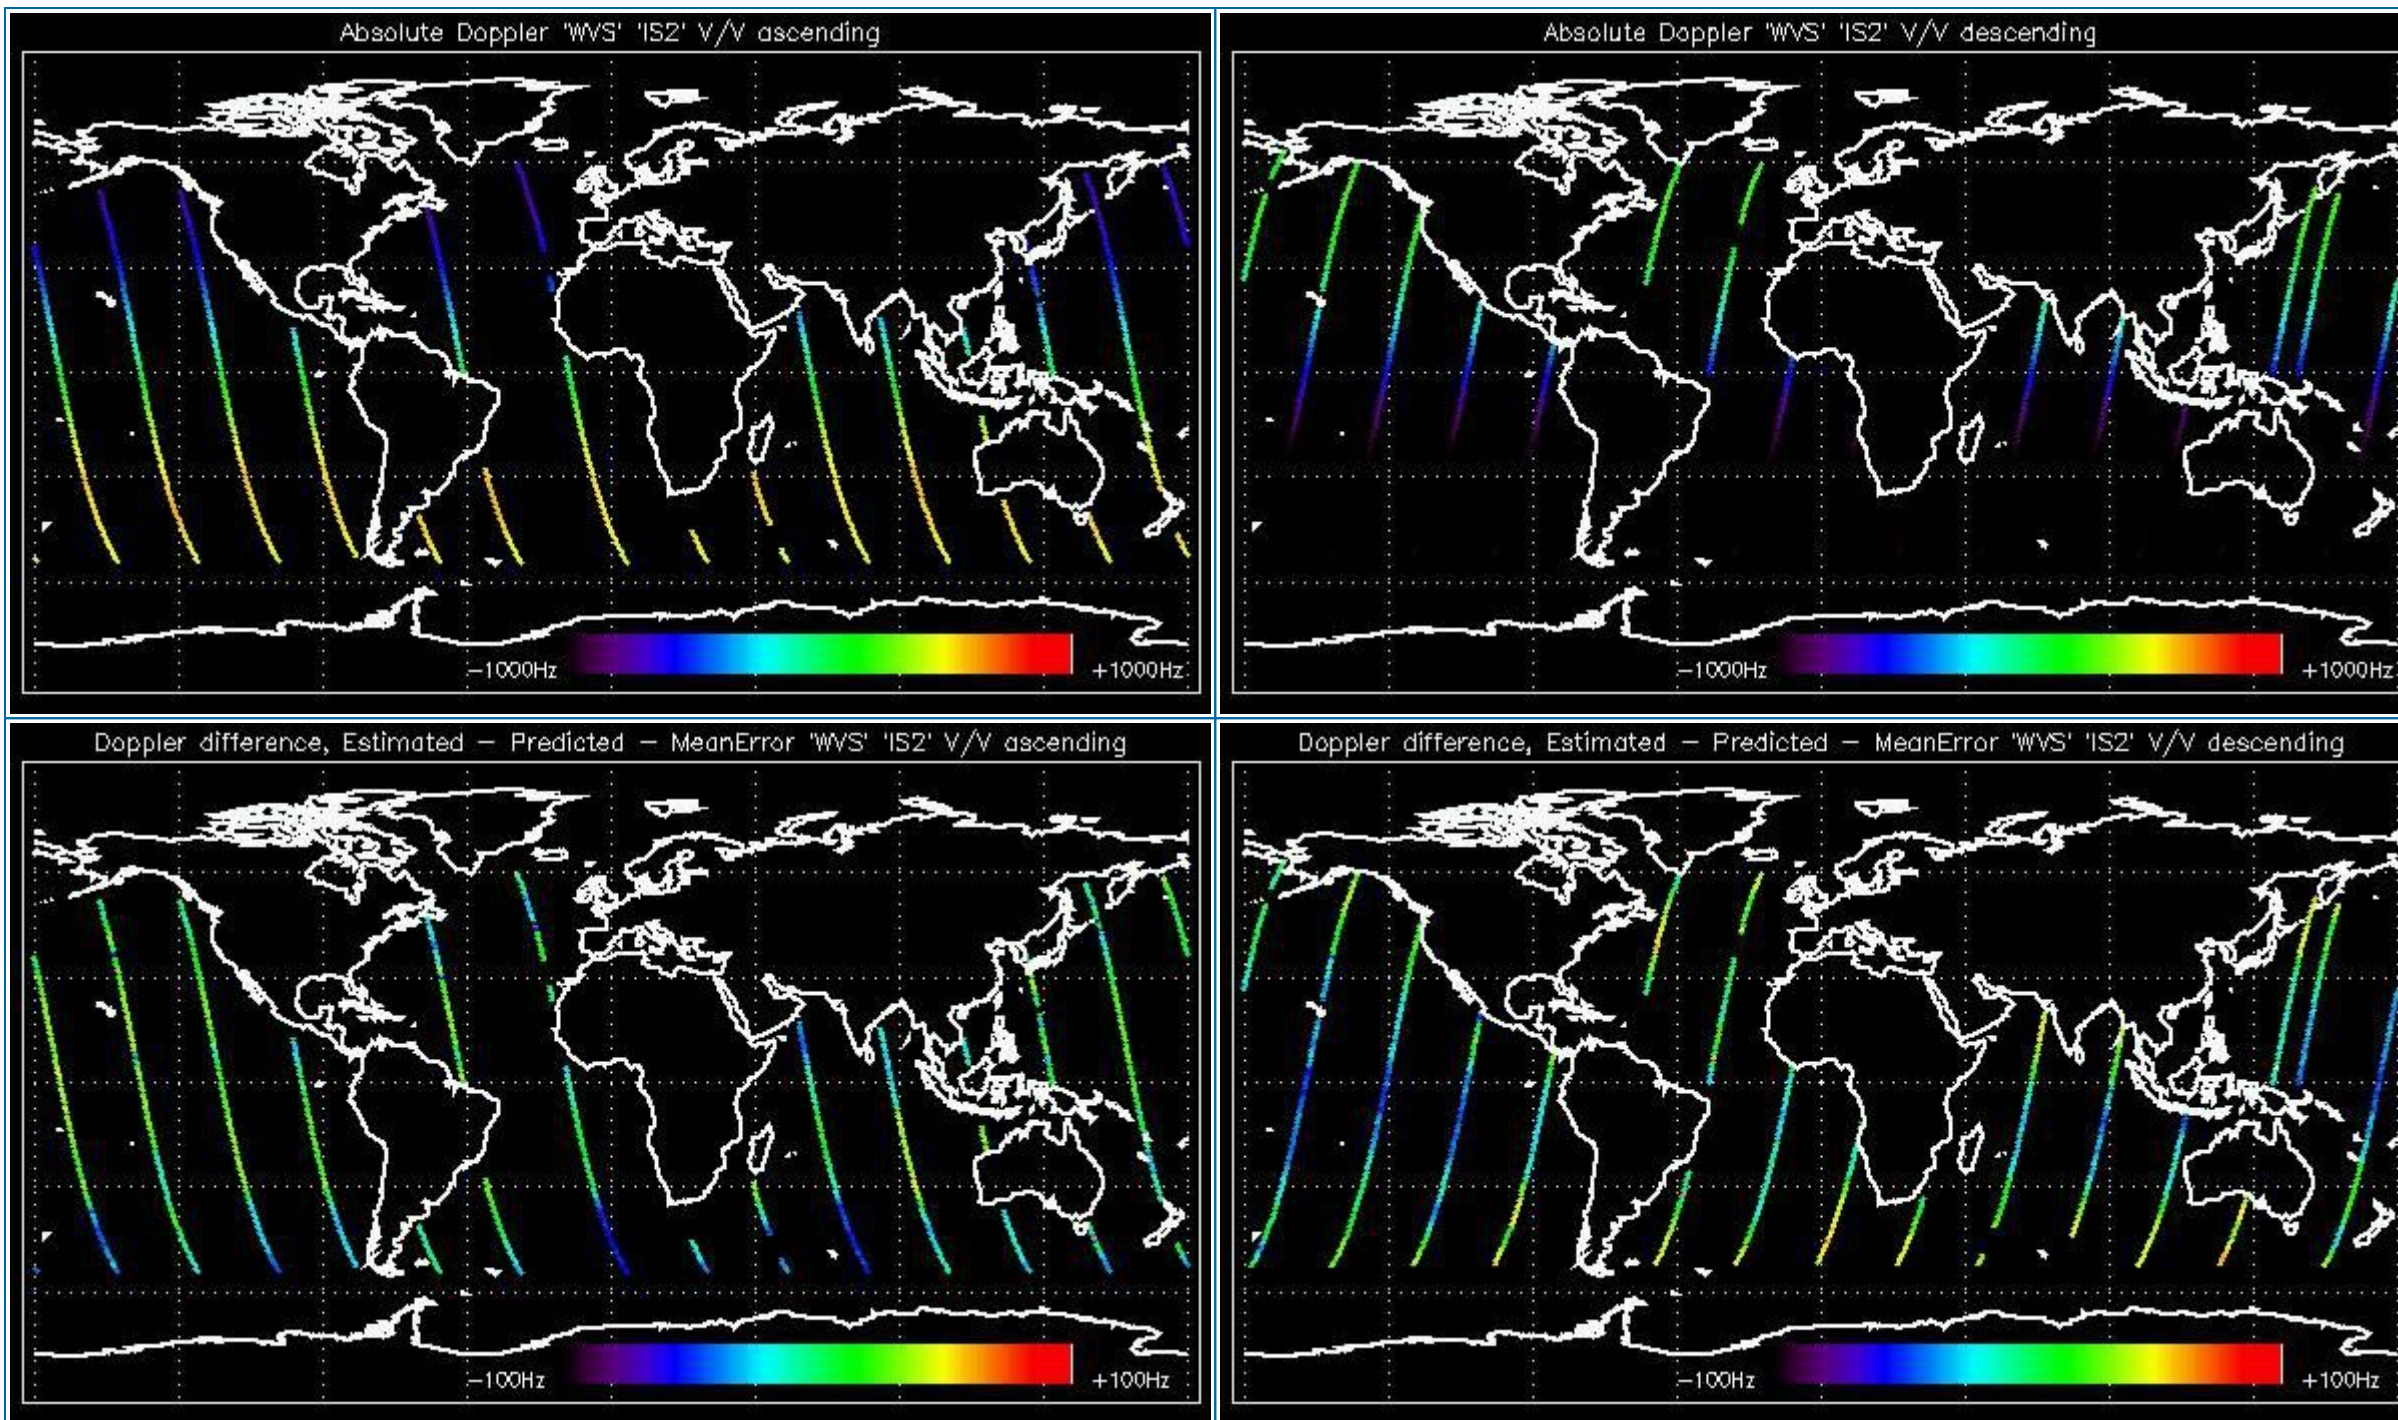 Absolute Doppler 'WVS' 'IS2' V/V ascending
-1000Hz
+1000Hz
Absolute Doppler 'WVS' 'IS2' V/V descending
-1000Hz
+1000Hz
Doppler difference, Estimated - Predicted - MeanError 'WVS' 'IS2' V/V ascending
-100Hz
+100Hz
Doppler difference, Estimated - Predicted - MeanError 'WVS' 'IS2' V/V descending
-100Hz
+100Hz